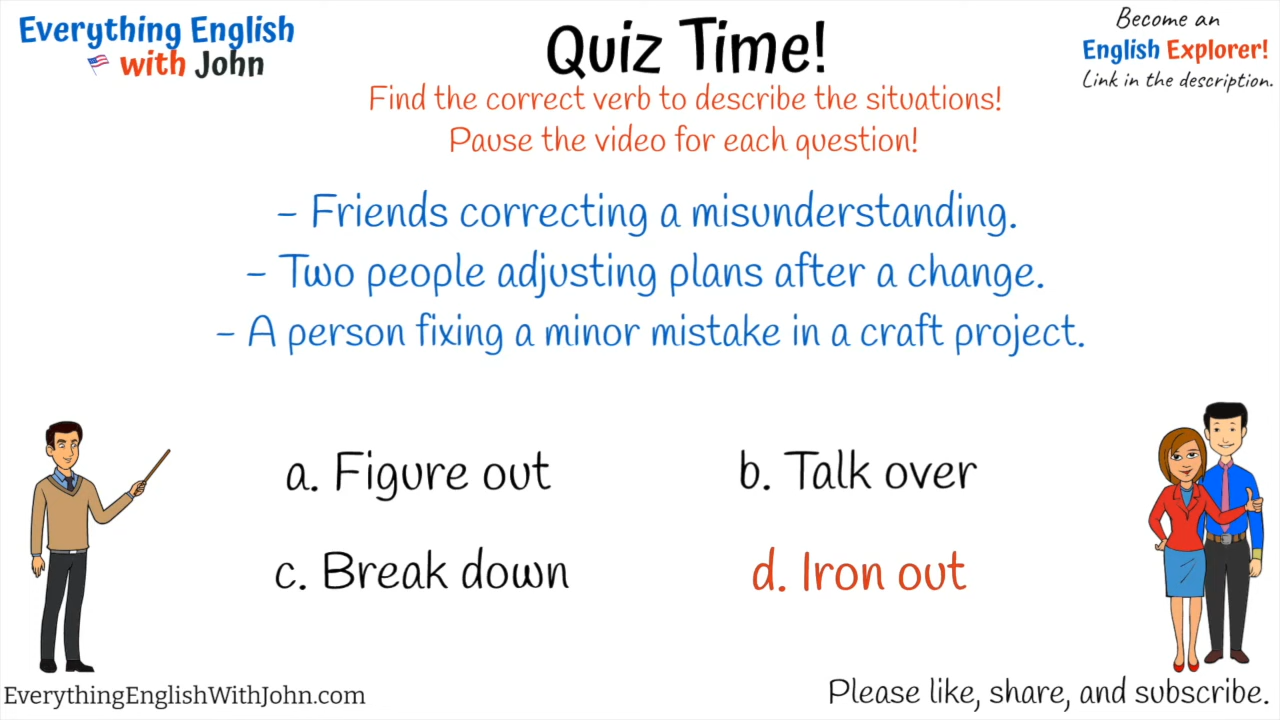 Everything English
with John
Quiz Time!
Become an
English Explorer!
Link in the description.
Find the correct verb to describe the situations!
Pause the video for each question!
- Friends correcting a misunderstanding.
- Two people adjusting plans after a change.
- A person fixing a minor mistake in a craft project.
a. Figure out
b. Talk over
c. Break down
d. Iron out
EverythingEnglishWithJohn.com
Please like, share, and subscribe.